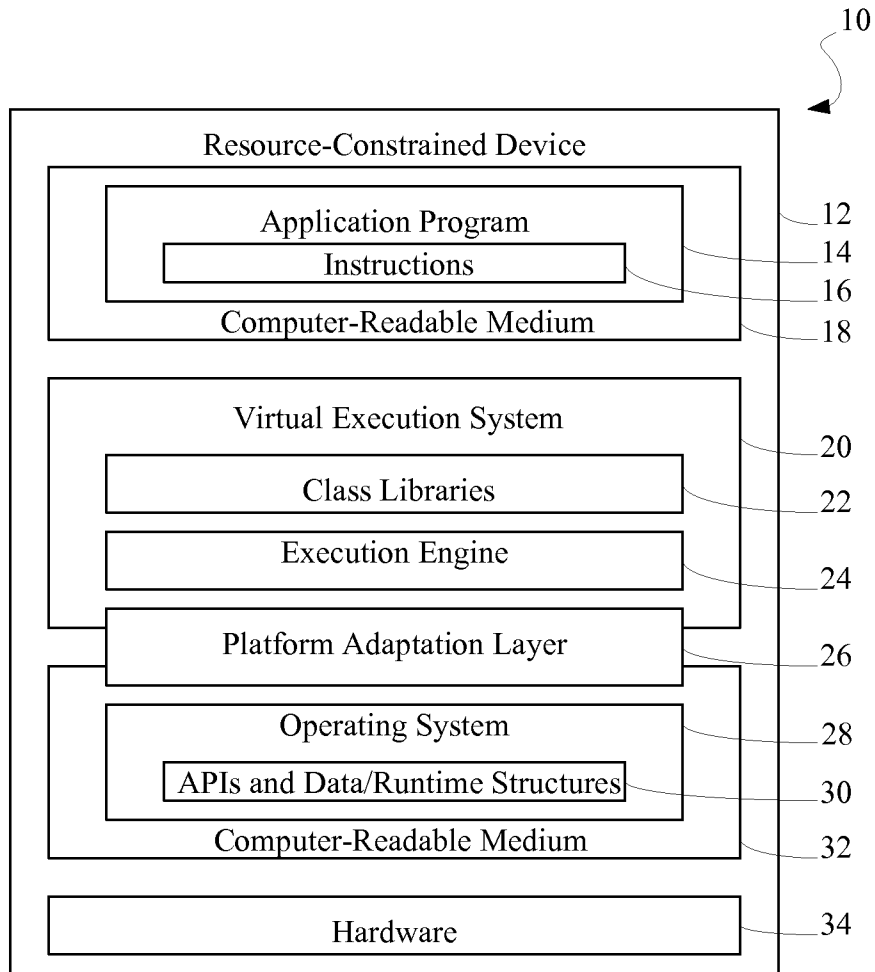 10
Resource-Constrained Device
12
Application Program
14
Instructions
16
Computer-Readable Medium
18
Virtual Execution System
20
Class Libraries
22
Execution Engine
24
Platform Adaptation Layer
26
Operating System
28
APIs and Data/Runtime Structures
30
Computer-Readable Medium
32
Hardware
34